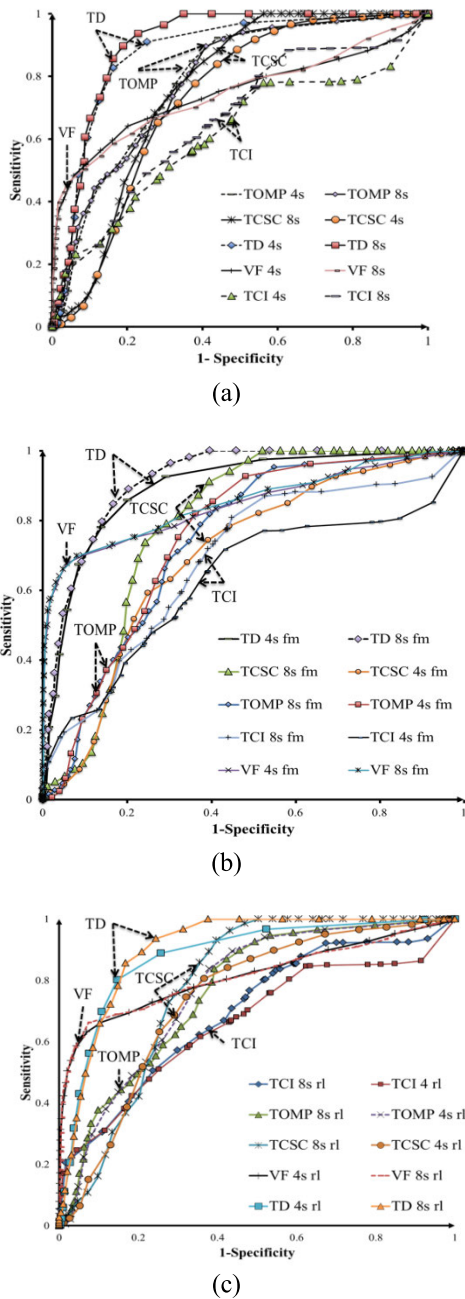 1
TD
0.8
TOMP
TCSC
0.6
VF
TCI
Sensitivity
0.4
TOMP 4s
TOMP 8s
TCSC 8s
TCSC 4s
TD 4s
TD 8s
0.2
VF 4s
VF 8s
TCI 4s
TCI 8s
0
0 0.2 0.4 0.6 0.8 1
1- Specificity
(a)
1
TD
0.8
TCSC
VF
0.6
TCI
Sensitivity
TOMP
0.4
TD 4s fm
TD 8s fm
TCSC 8s fm
TCSC 4s fm
TOMP 8s fm
TOMP 4s fm
0.2
TCI 8s fm
TCI 4s fm
VF 4s fm
VF 8s fm
0
0 0.2 0.4 0.6 0.8 1
1-Specificity
(b)
1
TD
0.8
TCSC
VF
0.6
TCI
TOMP
Sensitivity
0.4
TCI 8s rl
TCI 4 rl
TOMP 8s rl
TOMP 4s rl
TCSC 8s rl
TCSC 4s rl
0.2
VF 4s rl
VF 8s rl
TD 4s rl
TD 8s rl
0
0 0.2 0.4 0.6 0.8 1
1-Specificity
(c)